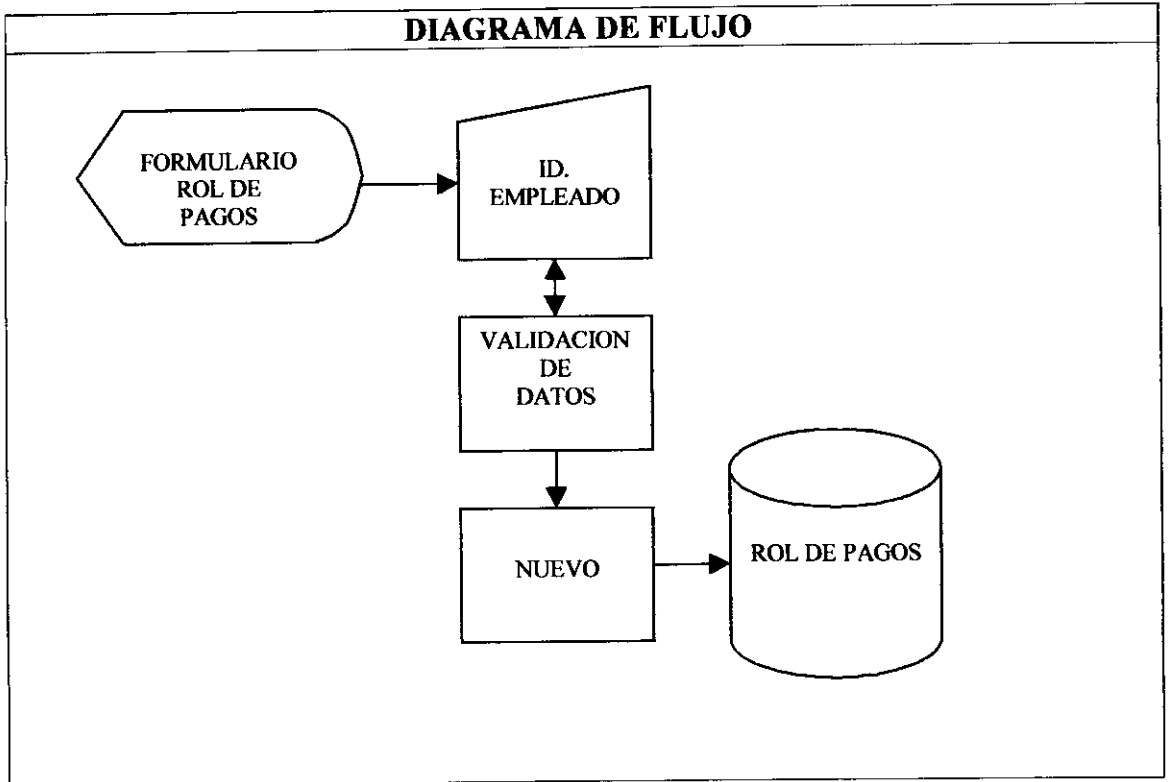 DIAGRAMA DE FLUJO
FORMULARIO
ROL DE
PAGOS
ID.
EMPLEADO
VALIDACION
DE
DATOS
NUEVO
ROL DE PAGOS